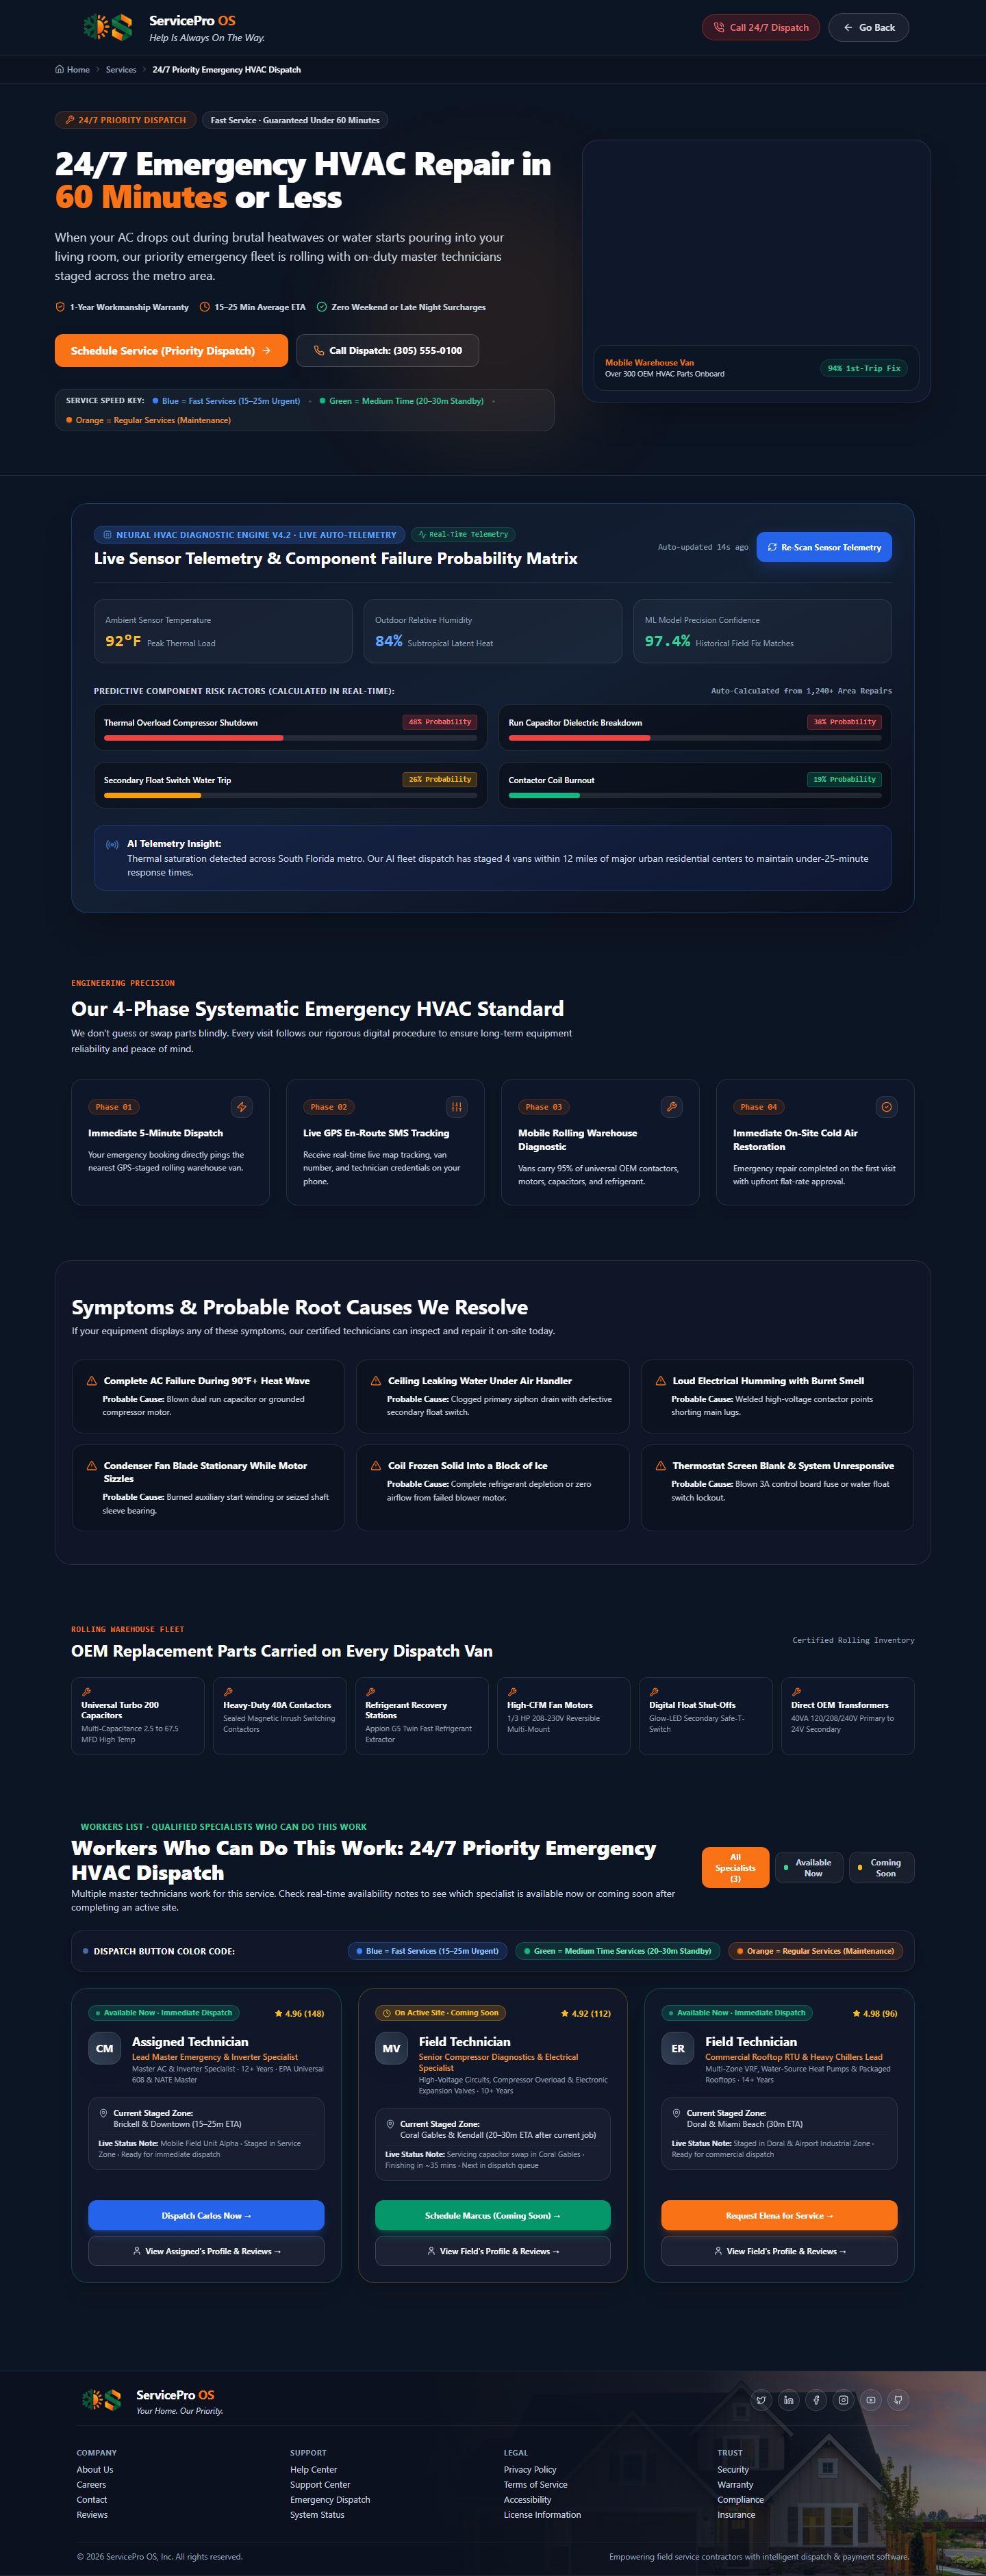 ServicePro OS
Help Is Always On The Way.
Call 24/7 Dispatch
Go Back
Home
Services
24/7 Priority Emergency HVAC Dispatch
24/7 PRIORITY DISPATCH
Fast Service · Guaranteed Under 60 Minutes
24/7 Emergency HVAC Repair in
60 Minutes or Less
When your AC drops out during brutal heatwaves or water starts pouring into your
living room, our priority emergency fleet is rolling with on-duty master technicians
staged across the metro area.
1-Year Workmanship Warranty
15–25 Min Average ETA
Zero Weekend or Late Night Surcharges
Schedule Service (Priority Dispatch) →
Call Dispatch: (305) 555-0100
SERVICE SPEED KEY:
Blue = Fast Services (15–25m Urgent)
•
Green = Medium Time (20–30m Standby)
•
Orange = Regular Services (Maintenance)
Mobile Warehouse Van
Over 300 OEM HVAC Parts Onboard
94% 1st-Trip Fix
NEURAL HVAC DIAGNOSTIC ENGINE V4.2 · LIVE AUTO-TELEMETRY
Real-Time Telemetry
Live Sensor Telemetry & Component Failure Probability Matrix
Auto-updated 14s ago
Re-Scan Sensor Telemetry
Ambient Sensor Temperature
92°F Peak Thermal Load
Outdoor Relative Humidity
84% Subtropical Latent Heat
ML Model Precision Confidence
97.4% Historical Field Fix Matches
PREDICTIVE COMPONENT RISK FACTORS (CALCULATED IN REAL-TIME):
Auto-Calculated from 1,240+ Area Repairs
Thermal Overload Compressor Shutdown
48% Probability
Run Capacitor Dielectric Breakdown
38% Probability
Secondary Float Switch Water Trip
26% Probability
Contactor Coil Burnout
19% Probability
AI Telemetry Insight:
Thermal saturation detected across South Florida metro. Our AI fleet dispatch has staged 4 vans within 12 miles of major urban residential centers to maintain under-25-minute
response times.
ENGINEERING PRECISION
Our 4-Phase Systematic Emergency HVAC Standard
We don't guess or swap parts blindly. Every visit follows our rigorous digital procedure to ensure long-term equipment
reliability and peace of mind.
Phase 01
Immediate 5-Minute Dispatch
Your emergency booking directly pings the
nearest GPS-staged rolling warehouse van.
Phase 02
Live GPS En-Route SMS Tracking
Receive real-time live map tracking, van
number, and technician credentials on your
phone.
Phase 03
Mobile Rolling Warehouse
Diagnostic
Vans carry 95% of universal OEM contactors,
motors, capacitors, and refrigerant.
Phase 04
Immediate On-Site Cold Air
Restoration
Emergency repair completed on the first visit
with upfront flat-rate approval.
Symptoms & Probable Root Causes We Resolve
If your equipment displays any of these symptoms, our certified technicians can inspect and repair it on-site today.
Complete AC Failure During 90°F+ Heat Wave
Probable Cause: Blown dual run capacitor or grounded
compressor motor.
Ceiling Leaking Water Under Air Handler
Probable Cause: Clogged primary siphon drain with defective
secondary float switch.
Loud Electrical Humming with Burnt Smell
Probable Cause: Welded high-voltage contactor points
shorting main lugs.
Condenser Fan Blade Stationary While Motor
Sizzles
Probable Cause: Burned auxiliary start winding or seized shaft
sleeve bearing.
Coil Frozen Solid Into a Block of Ice
Probable Cause: Complete refrigerant depletion or zero
airflow from failed blower motor.
Thermostat Screen Blank & System Unresponsive
Probable Cause: Blown 3A control board fuse or water float
switch lockout.
ROLLING WAREHOUSE FLEET
OEM Replacement Parts Carried on Every Dispatch Van
Certified Rolling Inventory
Universal Turbo 200
Capacitors
Multi-Capacitance 2.5 to 67.5
MFD High Temp
Heavy-Duty 40A Contactors
Sealed Magnetic Inrush Switching
Contactors
Refrigerant Recovery
Stations
Appion G5 Twin Fast Refrigerant
Extractor
High-CFM Fan Motors
1/3 HP 208-230V Reversible
Multi-Mount
Digital Float Shut-Offs
Glow-LED Secondary Safe-T-
Switch
Direct OEM Transformers
40VA 120/208/240V Primary to
24V Secondary
WORKERS LIST · QUALIFIED SPECIALISTS WHO CAN DO THIS WORK
Workers Who Can Do This Work: 24/7 Priority Emergency
HVAC Dispatch
Multiple master technicians work for this service. Check real-time availability notes to see which specialist is available now or coming soon after
completing an active site.
All
Specialists
(3)
Available
Now
Coming
Soon
DISPATCH BUTTON COLOR CODE:
Blue = Fast Services (15–25m Urgent)
Green = Medium Time Services (20–30m Standby)
Orange = Regular Services (Maintenance)
Available Now · Immediate Dispatch
4.96 (148)
CM
Assigned Technician
Lead Master Emergency & Inverter Specialist
Master AC & Inverter Specialist · 12+ Years · EPA Universal
608 & NATE Master
Current Staged Zone:
Brickell & Downtown (15–25m ETA)
Live Status Note: Mobile Field Unit Alpha · Staged in Service
Zone · Ready for immediate dispatch
Dispatch Carlos Now →
View Assigned's Profile & Reviews →
On Active Site · Coming Soon
4.92 (112)
MV
Field Technician
Senior Compressor Diagnostics & Electrical
Specialist
High-Voltage Circuits, Compressor Overload & Electronic
Expansion Valves · 10+ Years
Current Staged Zone:
Coral Gables & Kendall (20–30m ETA after current job)
Live Status Note: Servicing capacitor swap in Coral Gables ·
Finishing in ~35 mins · Next in dispatch queue
Schedule Marcus (Coming Soon) →
View Field's Profile & Reviews →
Available Now · Immediate Dispatch
4.98 (96)
ER
Field Technician
Commercial Rooftop RTU & Heavy Chillers Lead
Multi-Zone VRF, Water-Source Heat Pumps & Packaged
Rooftops · 14+ Years
Current Staged Zone:
Doral & Miami Beach (30m ETA)
Live Status Note: Staged in Doral & Airport Industrial Zone ·
Ready for commercial dispatch
Request Elena for Service →
View Field's Profile & Reviews →
ServicePro OS
Your Home. Our Priority.
COMPANY
About Us
Careers
Contact
Reviews
SUPPORT
Help Center
Support Center
Emergency Dispatch
System Status
LEGAL
Privacy Policy
Terms of Service
Accessibility
License Information
TRUST
Security
Warranty
Compliance
Insurance
© 2026 ServicePro OS, Inc. All rights reserved.
Empowering field service contractors with intelligent dispatch & payment software.